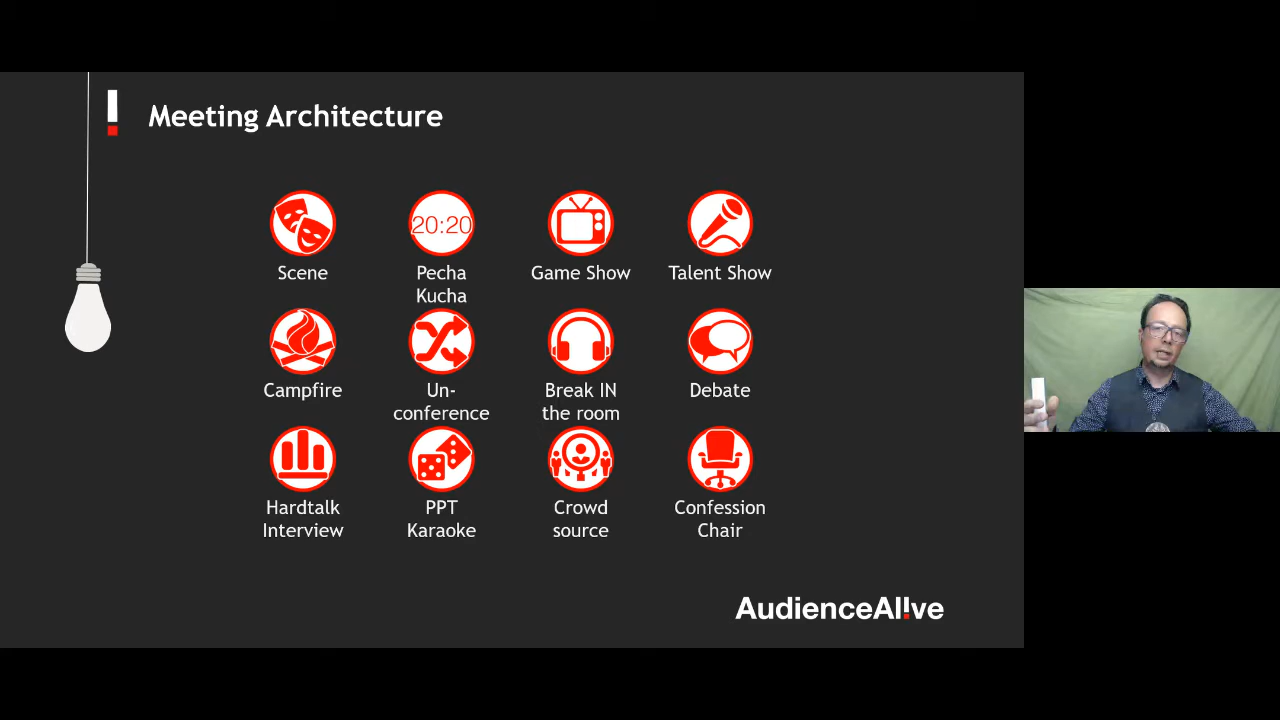 Meeting Architecture
Scene
20:20
Pecha
Kucha
Game Show
Talent Show
Campfire
Un-
conference
Break IN
the room
Debate
Hardtalk
Interview
PPT
Karaoke
Crowd
source
Confession
Chair
AudienceAl!ve